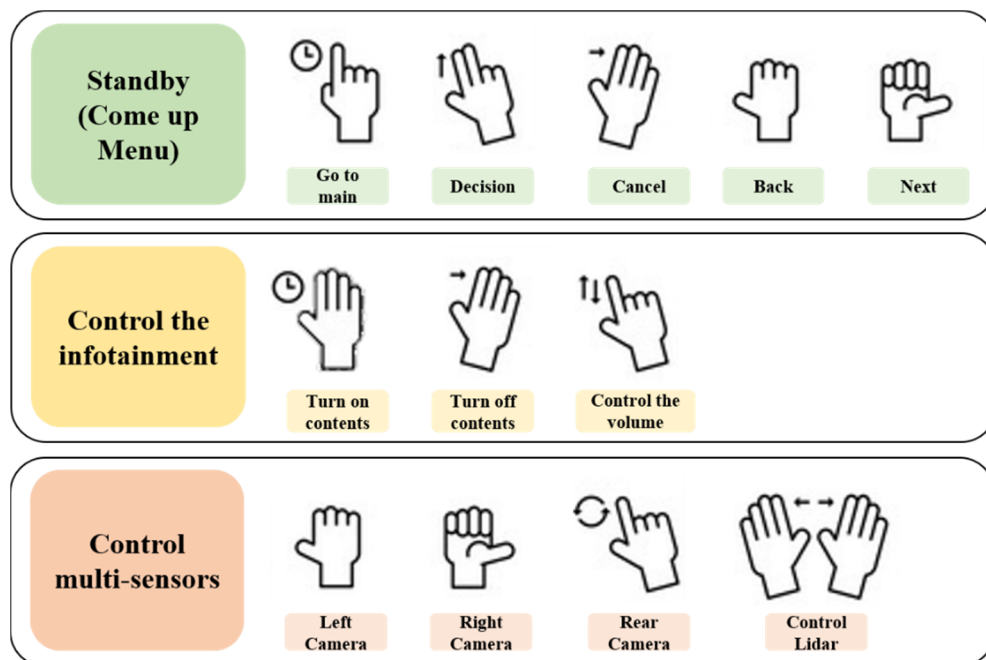 Standby
(Come up
Menu)
Go to
main
Decision
Cancel
Back
Next
Control the
infotainment
Turn on
contents
Turn off
contents
Control the
volume
Control
multi-sensors
Left
Camera
Right
Camera
Rear
Camera
Control
Lidar